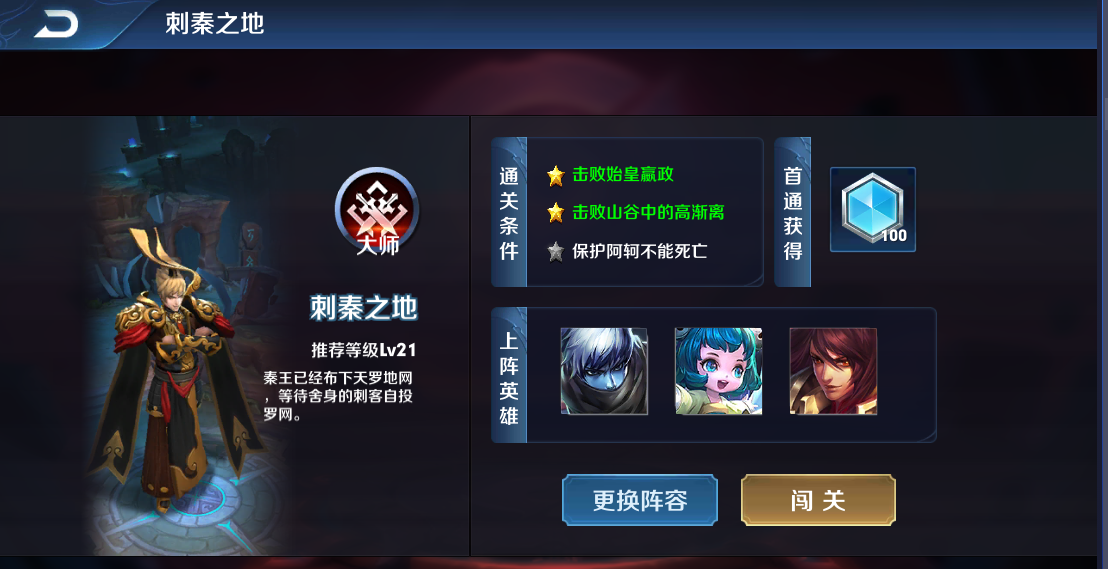 刺秦之地
大师
刺秦之地
推荐等级Lv21
秦王已经布下天罗地网
，等待舍身的刺客自投
罗网。
通关条件
击败始皇嬴政
击败山谷中的高渐离
保护阿轲不能死亡
首通获得
100
上阵英雄
更换阵容
闯关